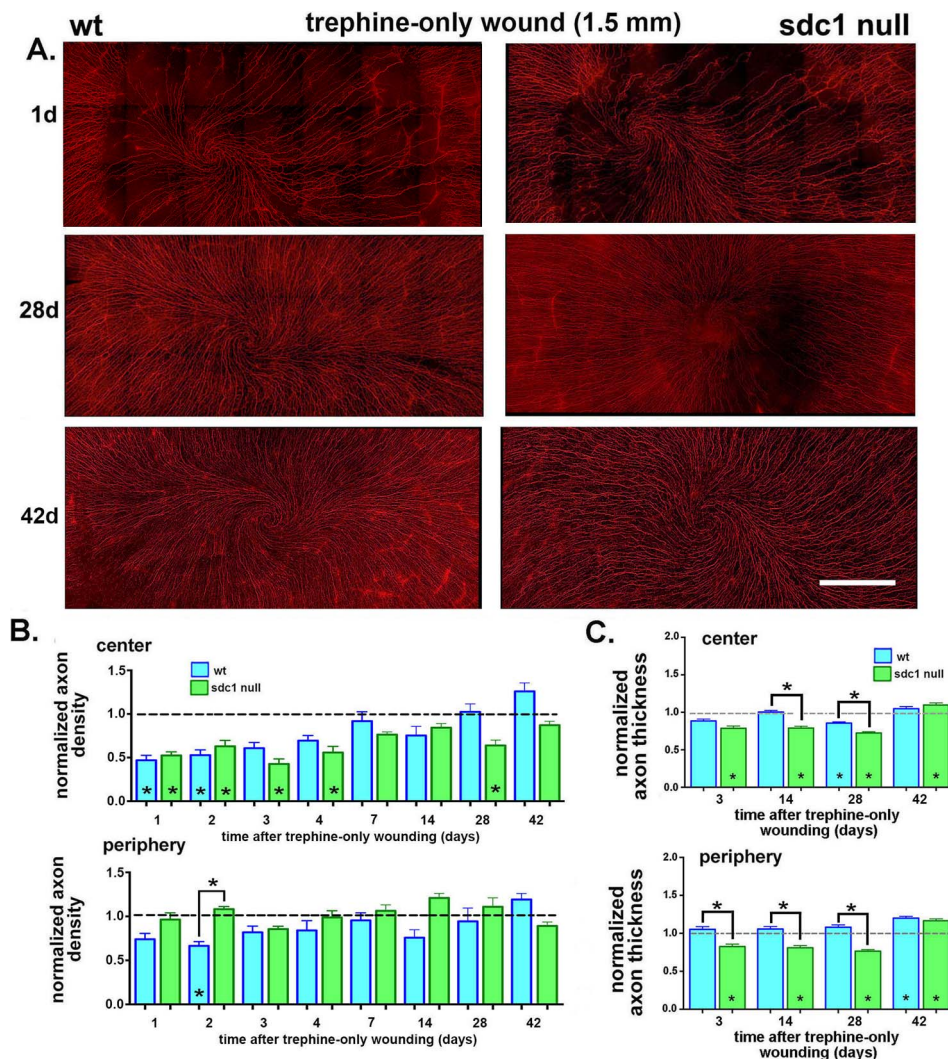 wt trephine-only wound (1.5 mm) sdc1 null
A.
1d
28d
42d
B.
center
wt
sdc1 null
normalized axon
density
1.5
1.0
0.5
0.0
* * * * * * *
1 2 3 4 7 14 28 42
time after trephine-only wounding (days)
periphery
normalized axon
density
1.5
1.0
0.5
0.0
*
*
1 2 3 4 7 14 28 42
time after trephine-only wounding (days)
C.
center
wt
sdc1 null
normalized
axon thickness
2.0
1.5
1.0
0.5
0.0
* *
* * * *
3 14 28 42
time after trephine-only
wounding (days)
periphery
normalized
axon thickness
2.0
1.5
1.0
0.5
0.0
* * *
* * * * *
3 14 28 42
time after trephine-only
wounding (days)